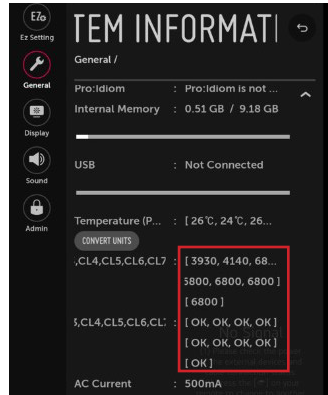 Ez Setting
General
Display
Sound
Admin
TEM INFORMATI
General /
Pro:Idiom : Pro:Idiom is not ...
Internal Memory : 0.51 GB / 9.18 GB
USB : Not Connected
Temperature (P... : [ 26℃, 24℃, 26...
CONVERT UNITS
,CL4,CL5,CL6,CL7 : [ 3930, 4140, 68...
5800, 6800, 6800 ]
[ 6800 ]
3,CL4,CL5,CL6,CL7 : [ OK, OK, OK, OK ]
[ OK, OK, OK, OK ]
[ OK ]
No Signal
AC Current : 500mA